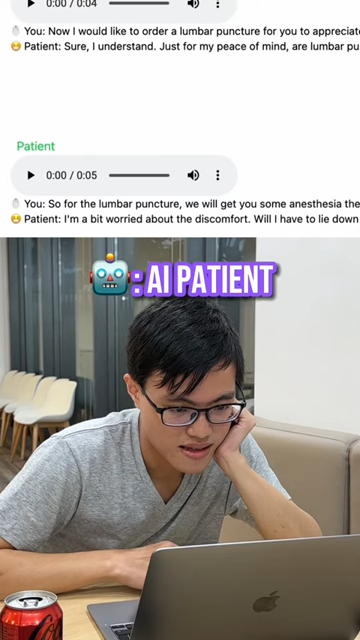 0:00 / 0:04
You: Now I would like to order a lumbar puncture for you to appreciate
Patient: Sure, I understand. Just for my peace of mind, are lumbar pu
Patient
0:00 / 0:05
You: So for the lumbar puncture, we will get you some anesthesia the
Patient: I'm a bit worried about the discomfort. Will I have to lie down
: AI PATIENT